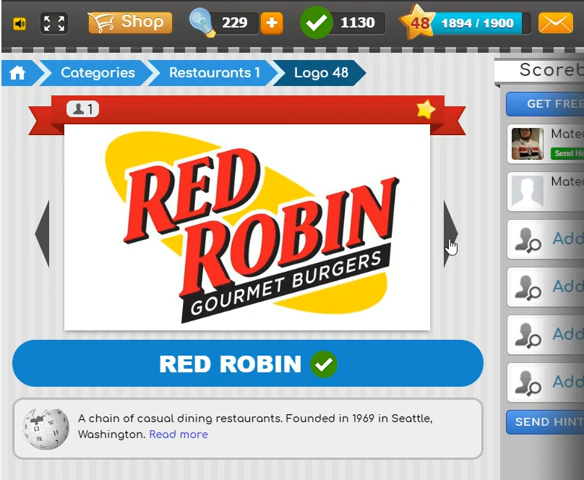 Shop
229
1130
48
1894 / 1900
Categories
Restaurants 1
Logo 48
Scoreb
1
GET FREE
RED
ROBIN
GOURMET BURGERS
Mate
Send Hi
Mate
Add
Add
Add
Add
RED ROBIN
SEND HINT
A chain of casual dining restaurants. Founded in 1969 in Seattle,
Washington. Read more